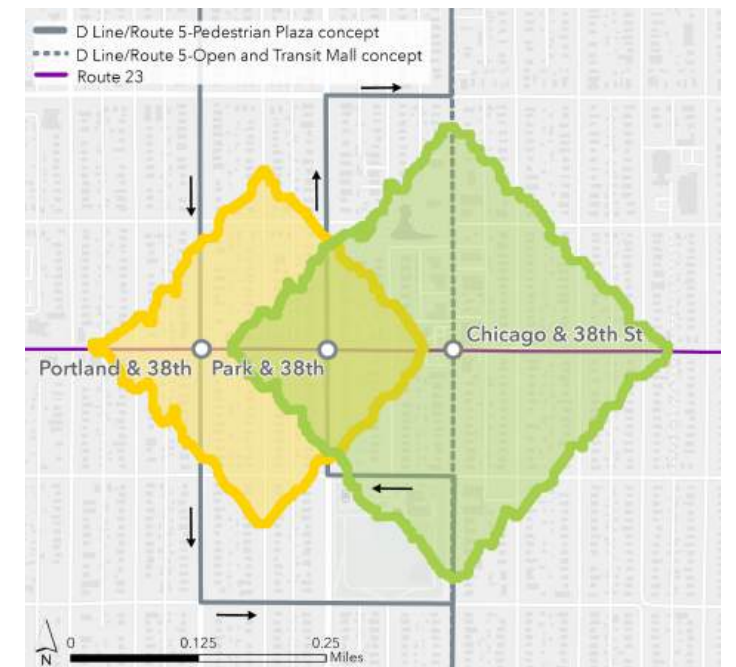 D Line/Route 5-Pedestrian Plaza concept
D Line/Route 5-Open and Transit Mall concept
Route 23
Chicago & 38th St
Portland & 38th
Park & 38th
N
0
0.125
0.25
Miles